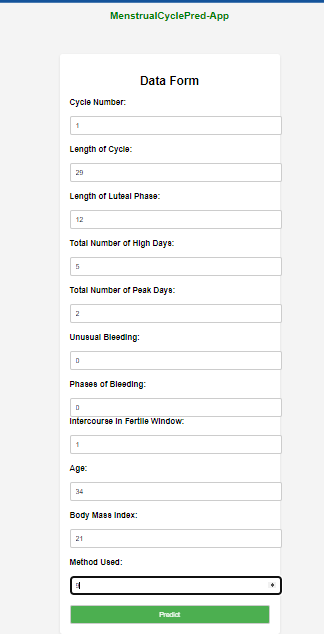 MenstrualCyclePred-App
Data Form
Cycle Number:
1
Length of Cycle:
29
Length of Luteal Phase:
12
Total Number of High Days:
5
Total Number of Peak Days:
2
Unusual Bleeding:
0
Phases of Bleeding:
0
Intercourse In Fertile Window:
1
Age:
34
Body Mass Index:
21
Method Used:
Predict